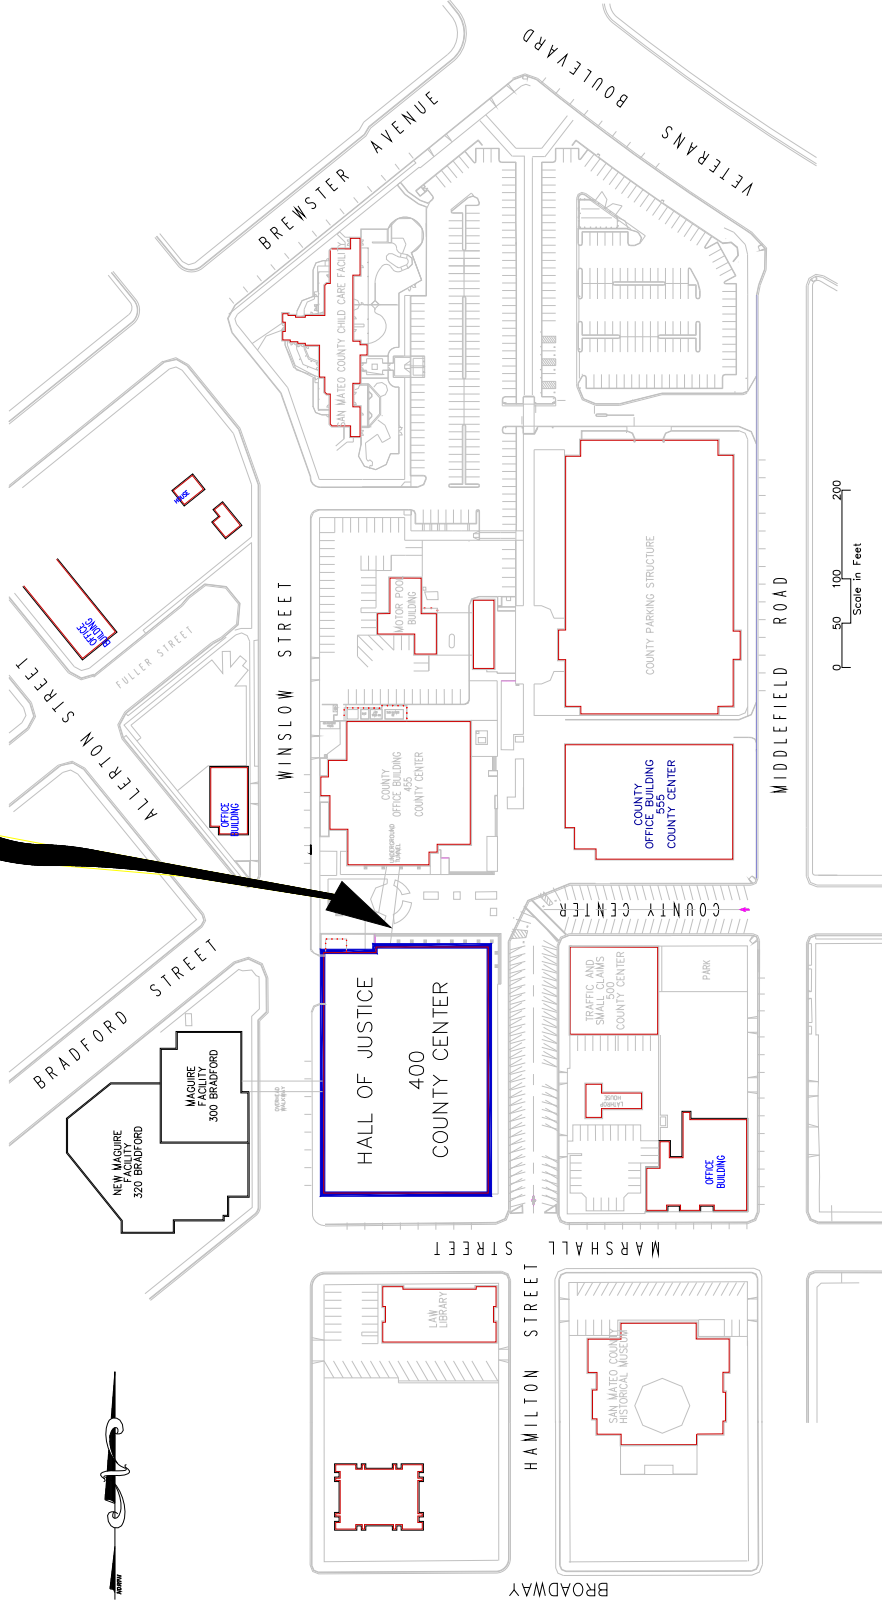 BREWSTER AVENUE
VETERANS BOULEVARD
SAN MATEO COUNTY CHILD CARE FACILITY
HOUSE
OFFICE
BUILDING
FULLER STREET
ALLERTON STREET
WINSLOW STREET
MOTOR POOL
BUILDING
COUNTY PARKING STRUCTURE
MIDDLEFIELD ROAD
200
100
50
0
Scale in Feet
OFFICE
BUILDING
COUNTY
OFFICE BUILDING
455
COUNTY CENTER
UNDERGROUND
TUNNEL
COUNTY
OFFICE BUILDING
555
COUNTY CENTER
COUNTY CENTER
BRADFORD STREET
MAGUIRE
FACILITY
300 BRADFORD
NEW MAGUIRE
FACILITY
320 BRADFORD
OVERHEAD
WALKWAY
HALL OF JUSTICE
400
COUNTY CENTER
TRAFFIC AND
SMALL CLAIMS
500
COUNTY CENTER
PARK
LATHROP
HOUSE
OFFICE
BUILDING
MARSHALL STREET
HAMILTON STREET
LAW
LIBRARY
SAN MATEO COUNTY
HISTORICAL MUSEUM
NORTH
BROADWAY